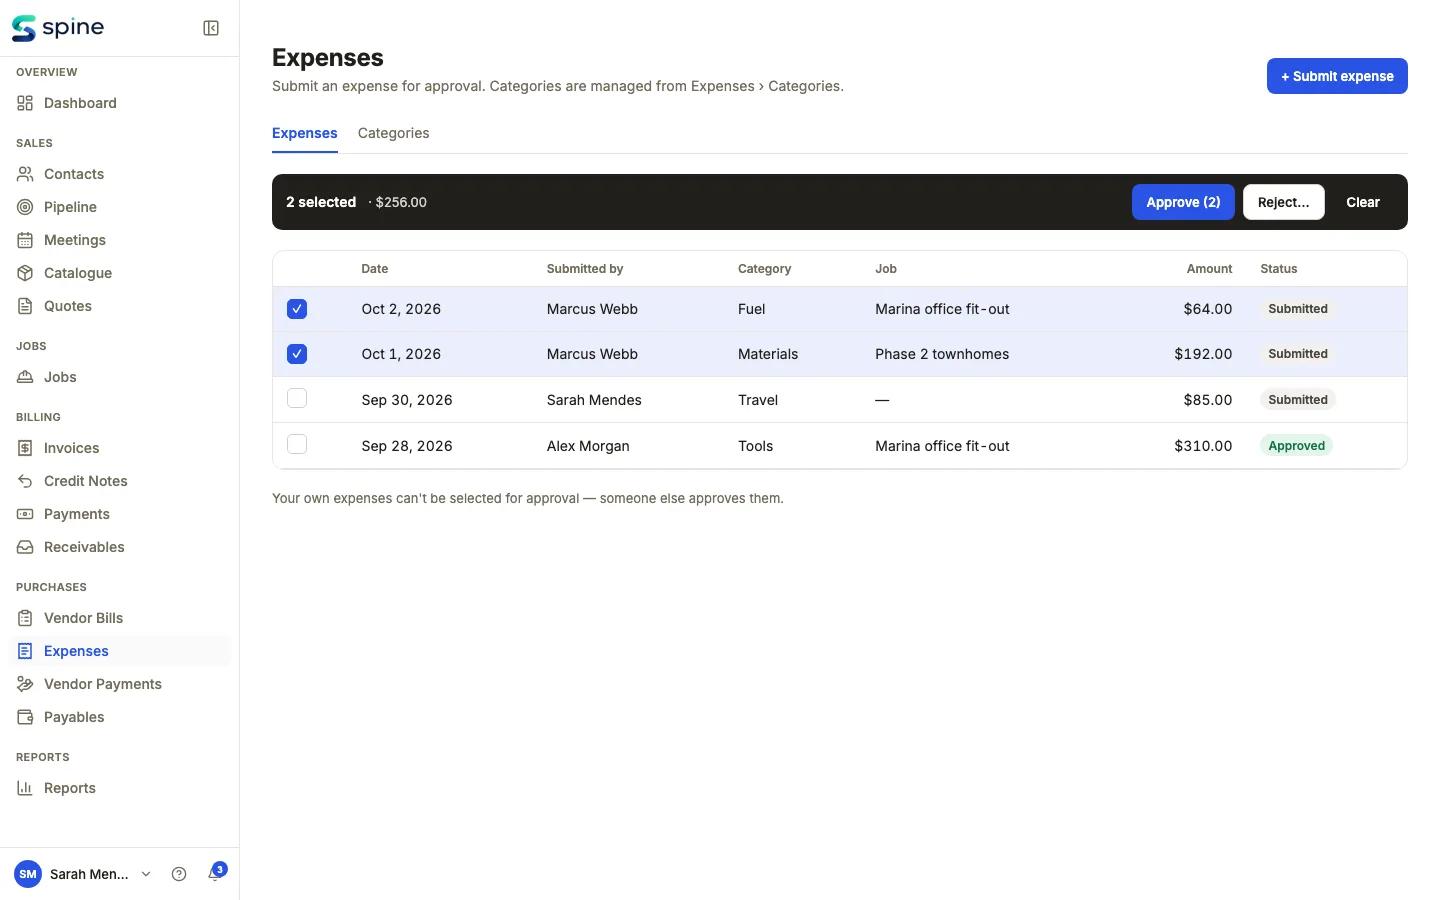 spine
OVERVIEW
Dashboard
SALES
Contacts
Pipeline
Meetings
Catalogue
Quotes
JOBS
Jobs
BILLING
Invoices
Credit Notes
Payments
Receivables
PURCHASES
Vendor Bills
Expenses
Vendor Payments
Payables
REPORTS
Reports
SM Sarah Men... 3
Expenses
Submit an expense for approval. Categories are managed from Expenses › Categories.
+ Submit expense
Expenses Categories
2 selected · $256.00 Approve (2) Reject... Clear
Date Submitted by Category Job Amount Status
Oct 2, 2026 Marcus Webb Fuel Marina office fit-out $64.00 Submitted
Oct 1, 2026 Marcus Webb Materials Phase 2 townhomes $192.00 Submitted
Sep 30, 2026 Sarah Mendes Travel — $85.00 Submitted
Sep 28, 2026 Alex Morgan Tools Marina office fit-out $310.00 Approved
Your own expenses can't be selected for approval — someone else approves them.